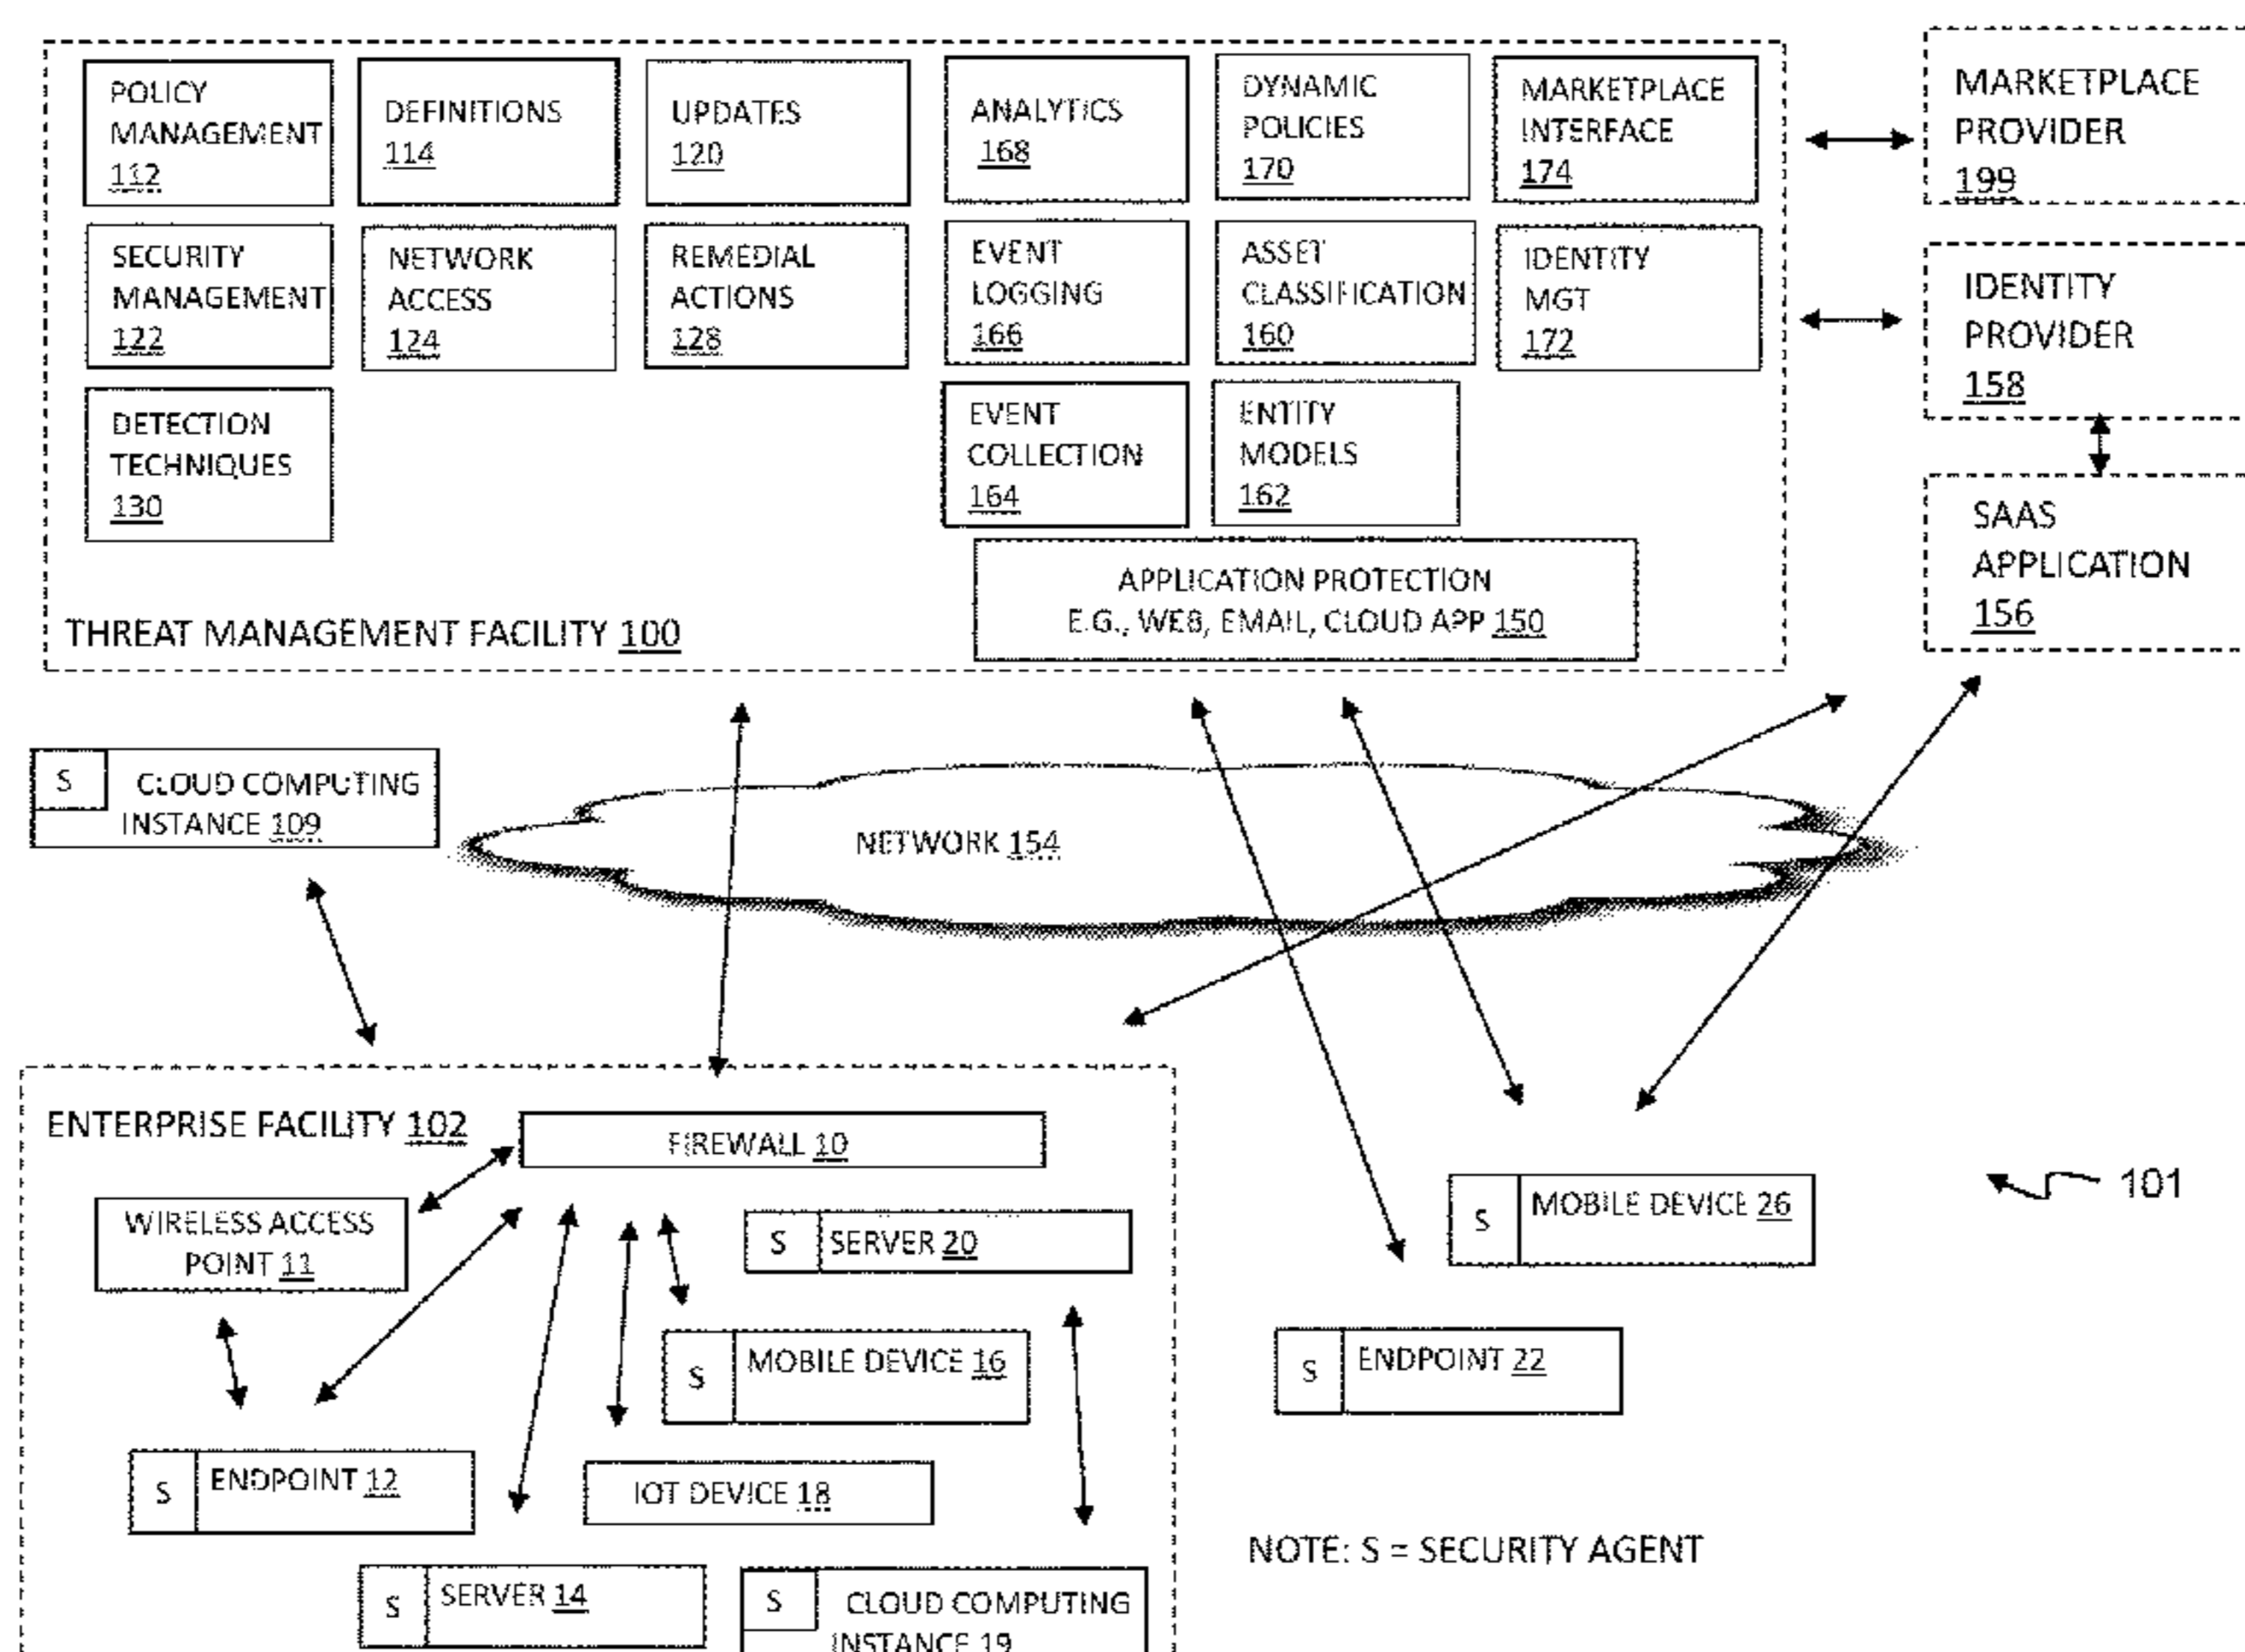 POLICY
MANAGEMENT
112
DEFINITIONS
114
UPDATES
120
ANALYTICS
168
DYNAMIC
POLICIES
170
MARKETPLACE
INTERFACE
174
MARKETPLACE
PROVIDER
199
SECURITY
MANAGEMENT
122
NETWORK
ACCESS
124
REMEDIAL
ACTIONS
128
EVENT
LOGGING
166
ASSET
CLASSIFICATION
160
IDENTITY
MGT
172
IDENTITY
PROVIDER
158
DETECTION
TECHNIQUES
130
EVENT
COLLECTION
164
ENTITY
MODELS
162
SAAS
APPLICATION
156
APPLICATION PROTECTION
E.G., WEB, EMAIL, CLOUD APP 150
THREAT MANAGEMENT FACILITY 100
S CLOUD COMPUTING
INSTANCE 109
NETWORK 154
ENTERPRISE FACILITY 102
FIREWALL 10
WIRELESS ACCESS
POINT 11
S SERVER 20
S MOBILE DEVICE 26
101
S MOBILE DEVICE 16
S ENDPOINT 22
S ENDPOINT 12
IOT DEVICE 18
NOTE: S = SECURITY AGENT
S SERVER 14
S CLOUD COMPUTING
INSTANCE 19